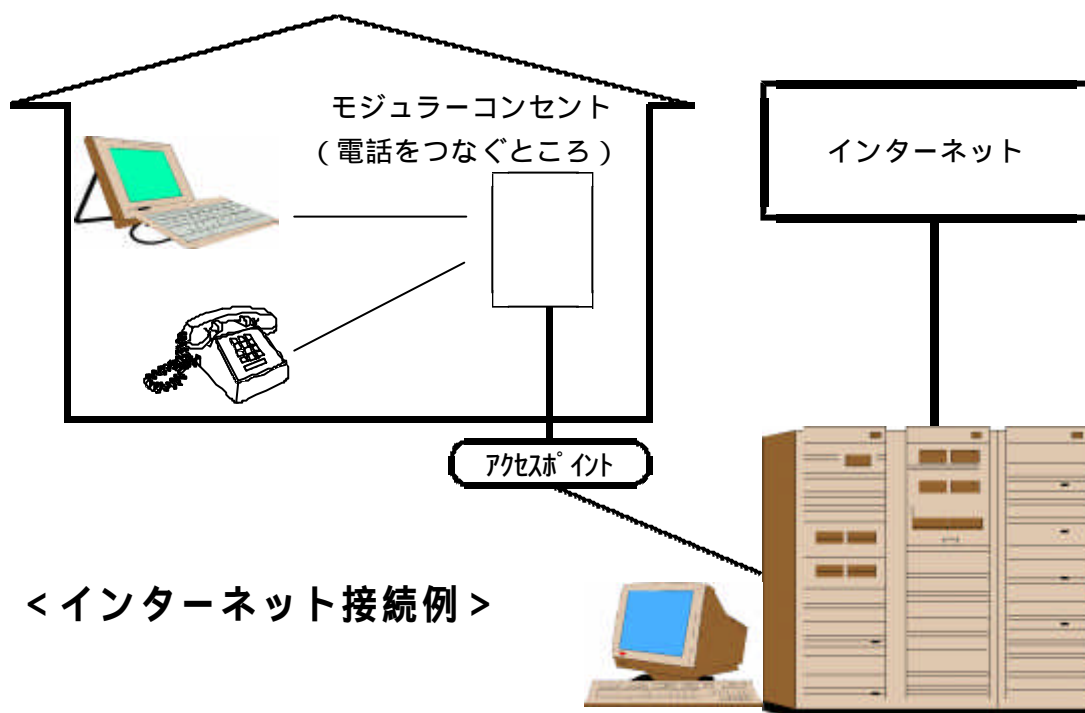 モジュラーコンセント
(電話をつなぐところ)
インターネット
ｱｸｾｽﾎﾟｲﾝﾄ
<インターネット接続例>